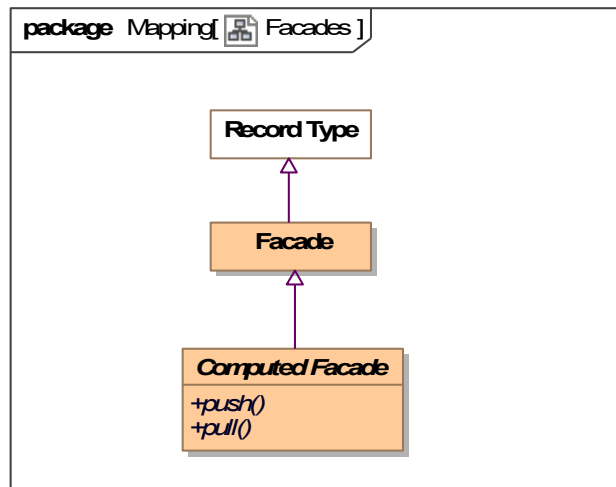 package Mapping[ Facades ]
Record Type
Facade
Computed Facade
+push()
+pull()